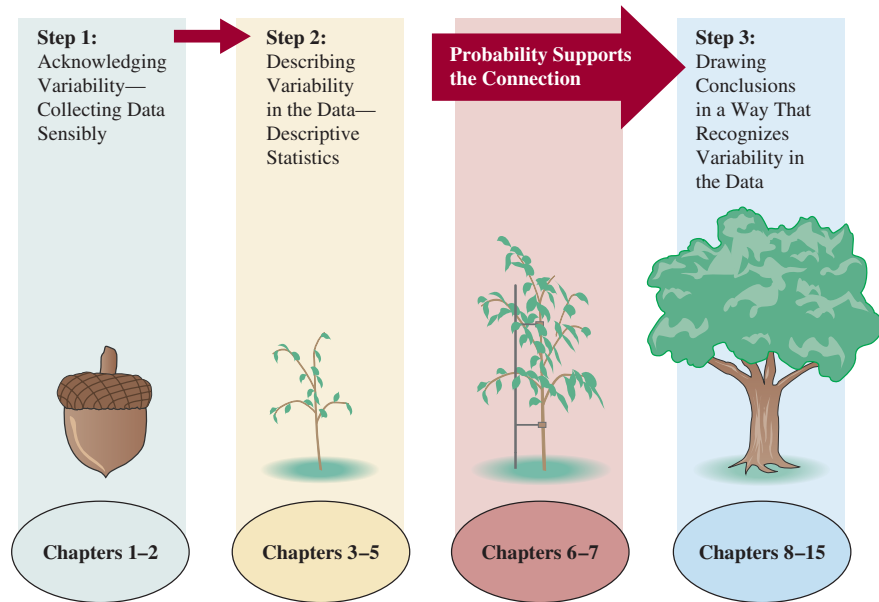 Step 1:
Acknowledging
Variability—
Collecting Data
Sensibly
Step 2:
Describing
Variability
in the Data—
Descriptive
Statistics
Probability Supports
the Connection
Step 3:
Drawing
Conclusions
in a Way That
Recognizes
Variability in
the Data
Chapters 1–2
Chapters 3–5
Chapters 6–7
Chapters 8–15